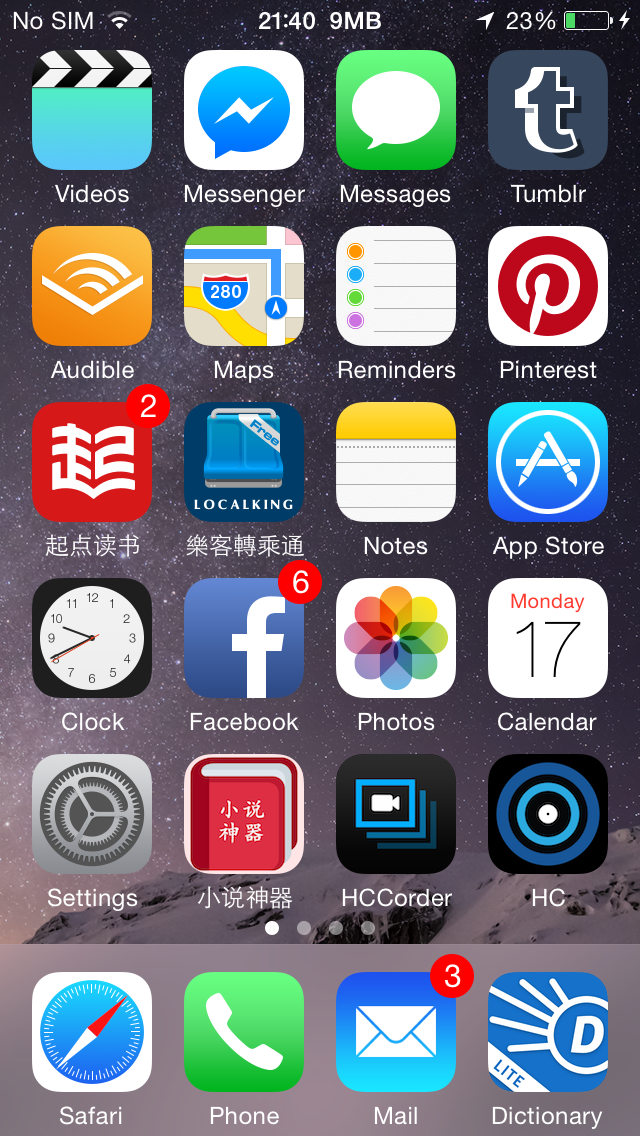 No SIM 21:40 9MB 23%
Videos Messenger Messages Tumblr
280
Audible Maps Reminders Pinterest
2
Free
LOCALKING
起点读书 樂客轉乘通 Notes App Store
6
Monday
17
12
11 1
10 2
9 3
8 4
7 5
6
Clock Facebook Photos Calendar
小说
神器
Settings 小说神器 HCCorder HC
3
D
LITE
Safari Phone Mail Dictionary